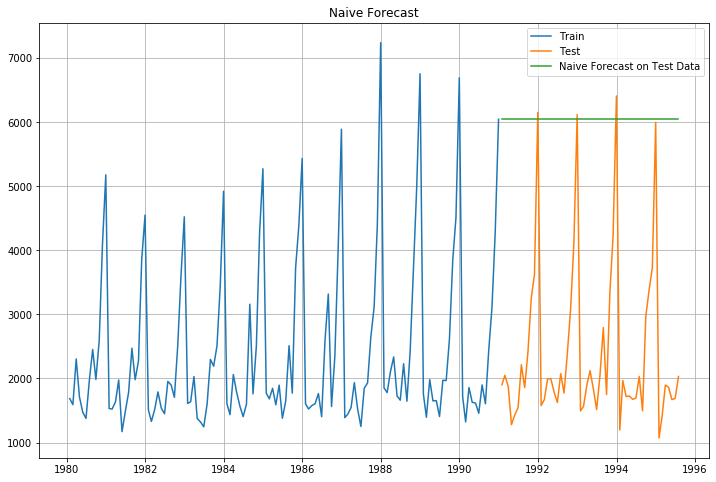 Naive Forecast
Train
Test
Naive Forecast on Test Data
7000
6000
5000
4000
3000
2000
1000
1980 1982 1984 1986 1988 1990 1992 1994 1996